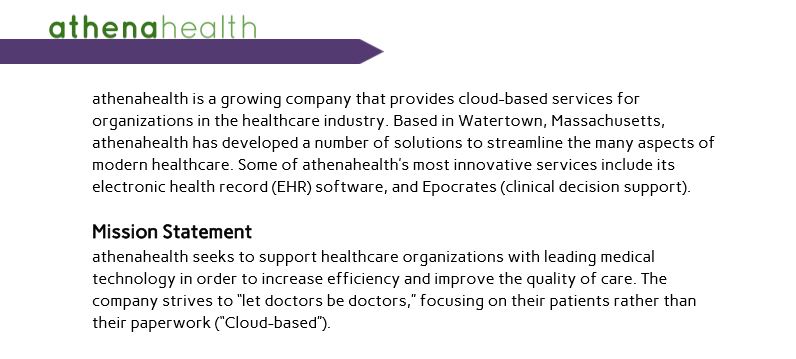 athenahealth
athenahealth is a growing company that provides cloud-based services for
organizations in the healthcare industry. Based in Watertown, Massachusetts,
athenahealth has developed a number of solutions to streamline the many aspects of
modern healthcare. Some of athenahealth's most innovative services include its
electronic health record (EHR) software, and Epocrates (clinical decision support).
Mission Statement
athenahealth seeks to support healthcare organizations with leading medical
technology in order to increase efficiency and improve the quality of care. The
company strives to “let doctors be doctors,” focusing on their patients rather than
their paperwork (“Cloud-based”).